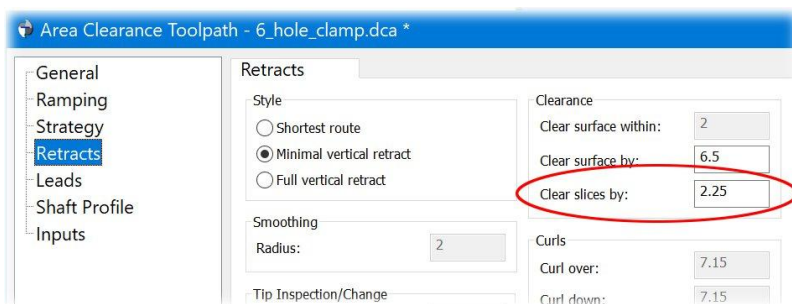 Area Clearance Toolpath - 6_hole_clamp.dca *
General
Ramping
Strategy
Retracts
Leads
Shaft Profile
Inputs
Retracts
Style
Shortest route
Minimal vertical retract
Full vertical retract
Smoothing
Radius: 2
Tip Inspection/Change
Clearance
Clear surface within: 2
Clear surface by: 6.5
Clear slices by: 2.25
Curls
Curl over: 7.15
Curl down: 7.15